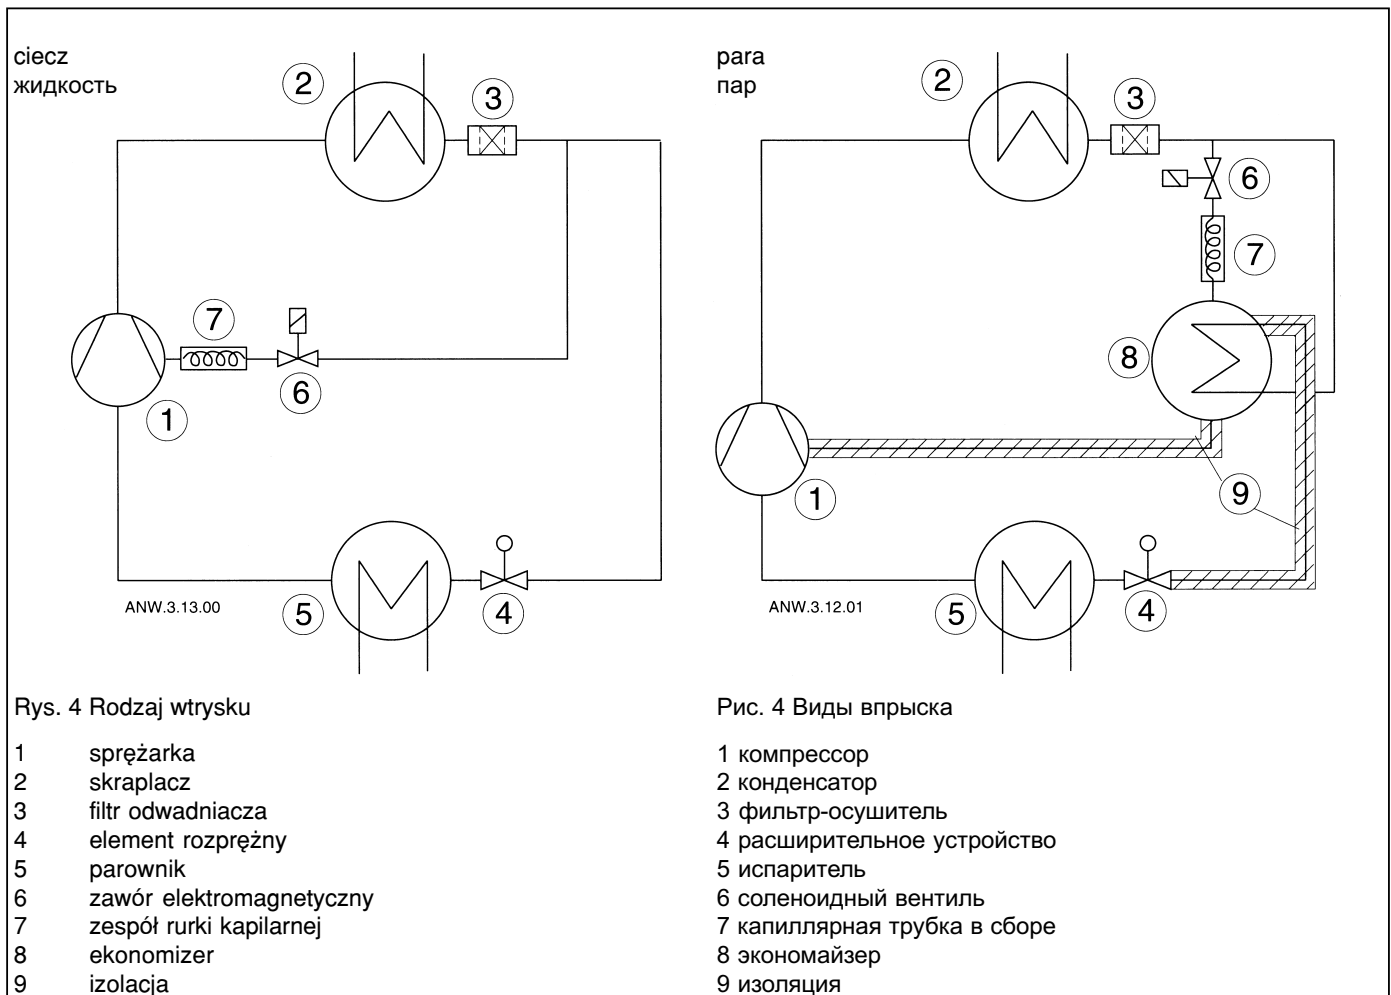 ciecz
жидкость
2
3
7
6
1
ANW.3.13.00
5
4
para
пар
2
3
6
7
8
1
9
ANW.3.12.01
5
4
Rys. 4 Rodzaj wtrysku
1 sprężarka
2 skraplacz
3 filtr odwadniacza
4 element rozprężny
5 parownik
6 zawór elektromagnetyczny
7 zespół rurki kapilarnej
8 ekonomizer
9 izolacja
Рис. 4 Виды впрыска
1 компрессор
2 конденсатор
3 фильтр-осушитель
4 расширительное устройство
5 испаритель
6 соленоидный вентиль
7 капиллярная трубка в сборе
8 экономайзер
9 изоляция